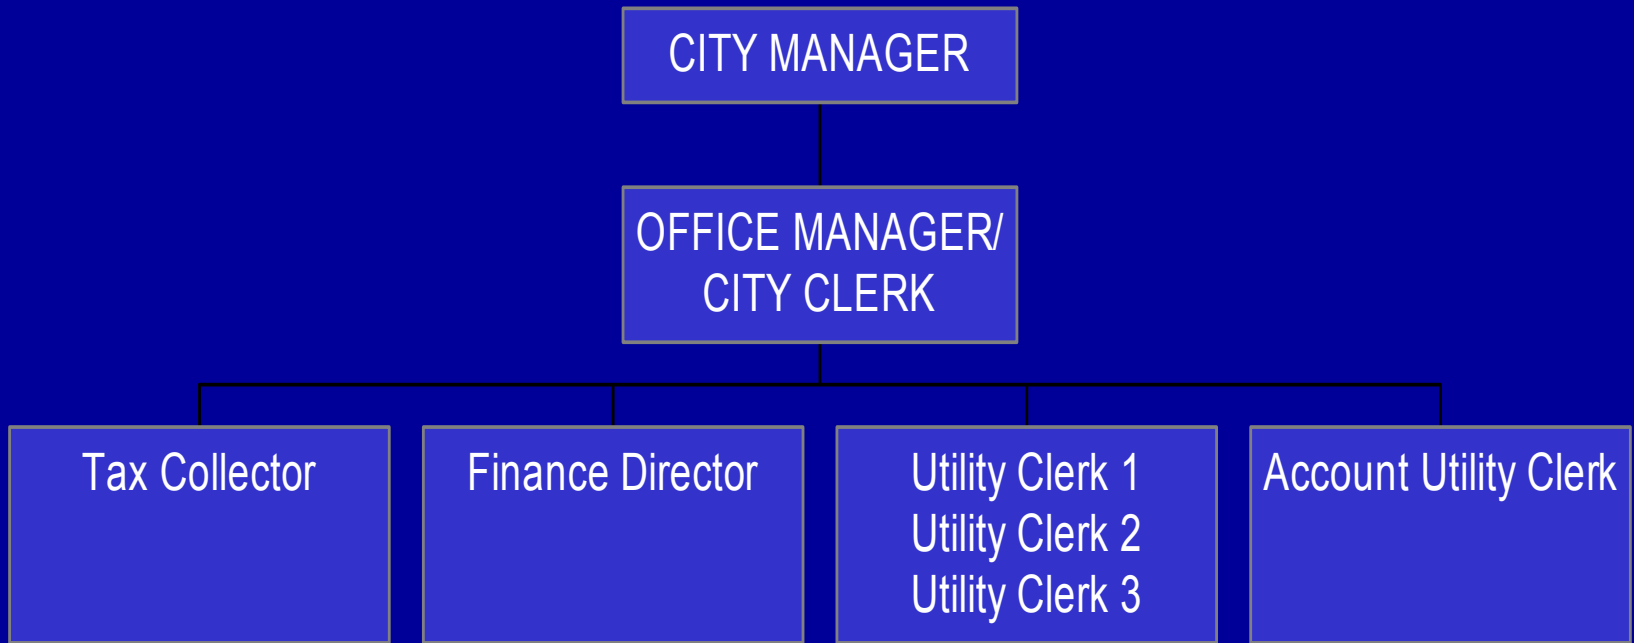 CITY MANAGER
OFFICE MANAGER/
CITY CLERK
Tax Collector
Finance Director
Utility Clerk 1
Utility Clerk 2
Utility Clerk 3
Account Utility Clerk